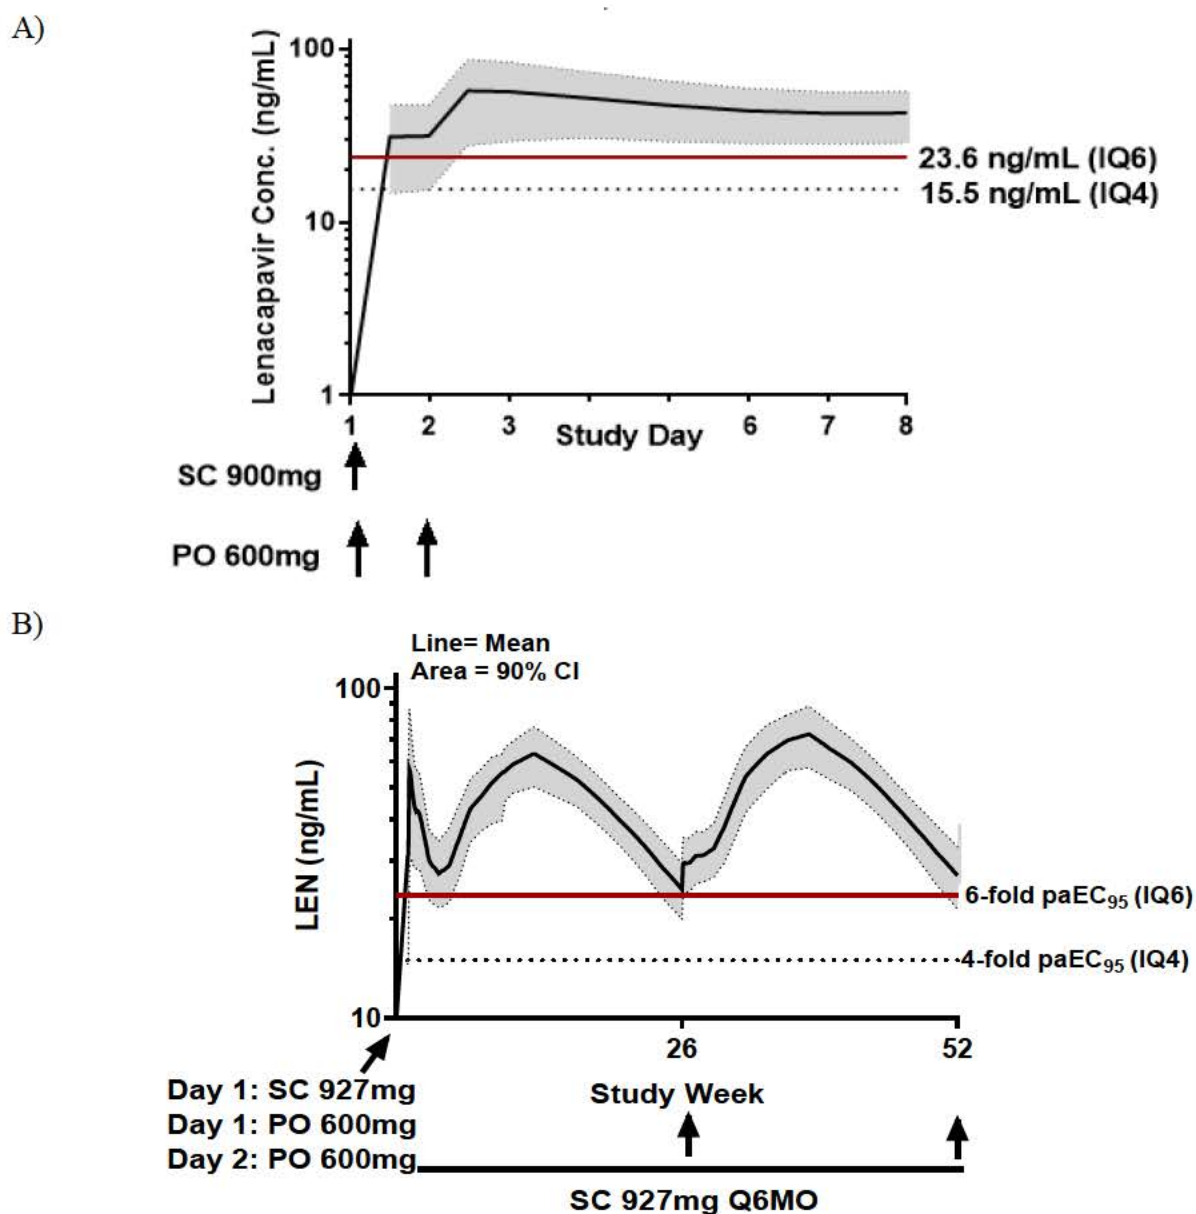 A)
Lenacapavir Conc. (ng/mL)
100
10
1
23.6 ng/mL (IQ6)
15.5 ng/mL (IQ4)
1 2 3 6 7 8
Study Day
SC 900mg
PO 600mg
B)
Line= Mean
Area = 90% CI
LEN (ng/mL)
100
10
6-fold paEC95 (IQ6)
4-fold paEC95 (IQ4)
26 52
Study Week
Day 1: SC 927mg
Day 1: PO 600mg
Day 2: PO 600mg
SC 927mg Q6MO